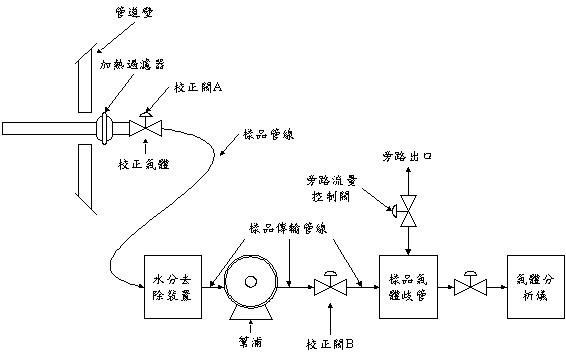 管道壁
加熱過濾器
校正閥A
校正氣體
樣品管線
旁路出口
旁路流量
控制閥
樣品傳輸管線
水分去
除裝置
樣品氣
體歧管
氣體分
析儀
幫浦
校正閥B